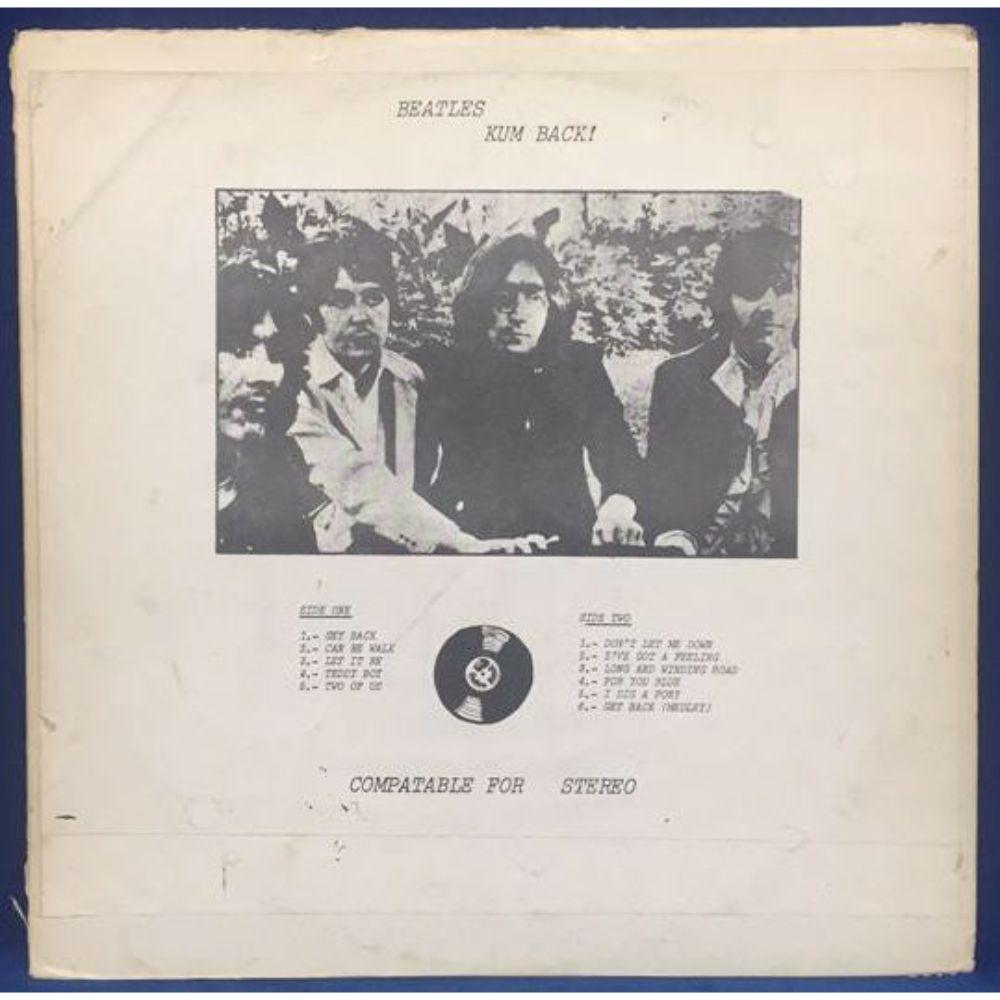 BEATLES
KUM BACK!
SIDE ONE
1.- GET BACK
2.- CAN HE WALK
3.- LET IT BE
4.- TEDDY BOY
5.- TWO OF US
SIDE TWO
1.- DON'T LET ME DOWN
2.- I'VE GOT A FEELING
3.- LONG AND WINDING ROAD
4.- FOR YOU BLUE
5.- I DIG A PONY
6.- GET BACK (MEDLEY)
COMPATABLE FOR STEREO